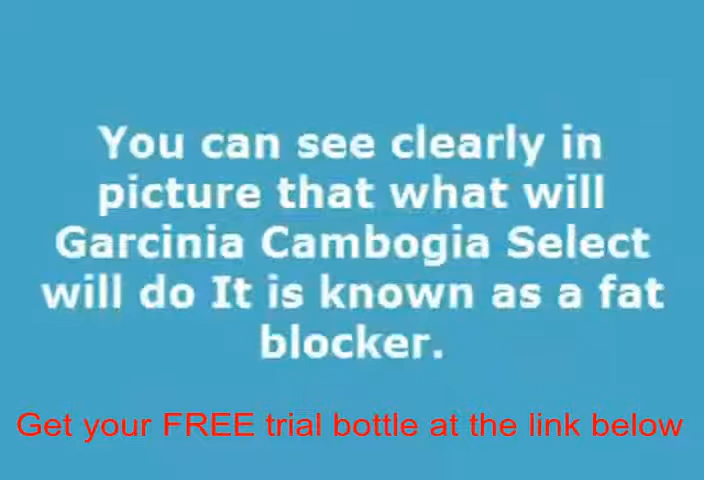 You can see clearly in
picture that what will
Garcinia Cambogia Select
will do It is known as a fat
blocker.
Get your FREE trial bottle at the link below